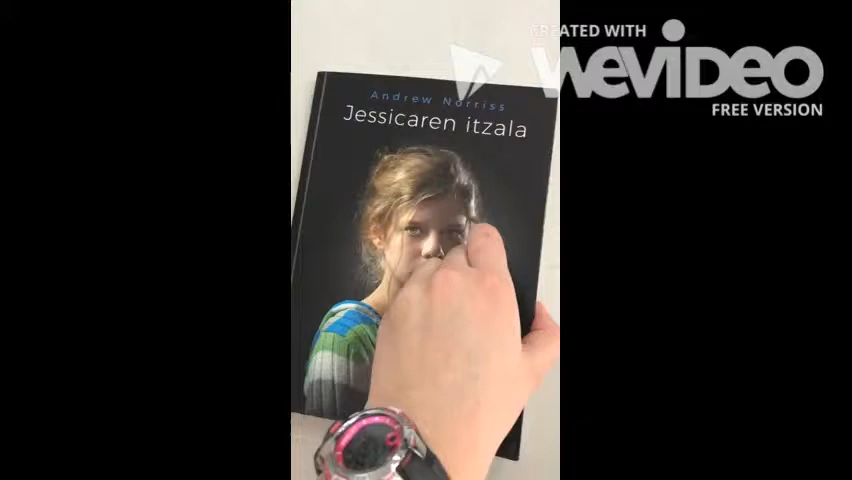 CREATED WITH
WEVIDEO
FREE VERSION
Andrew Norriss
Jessicaren itzala